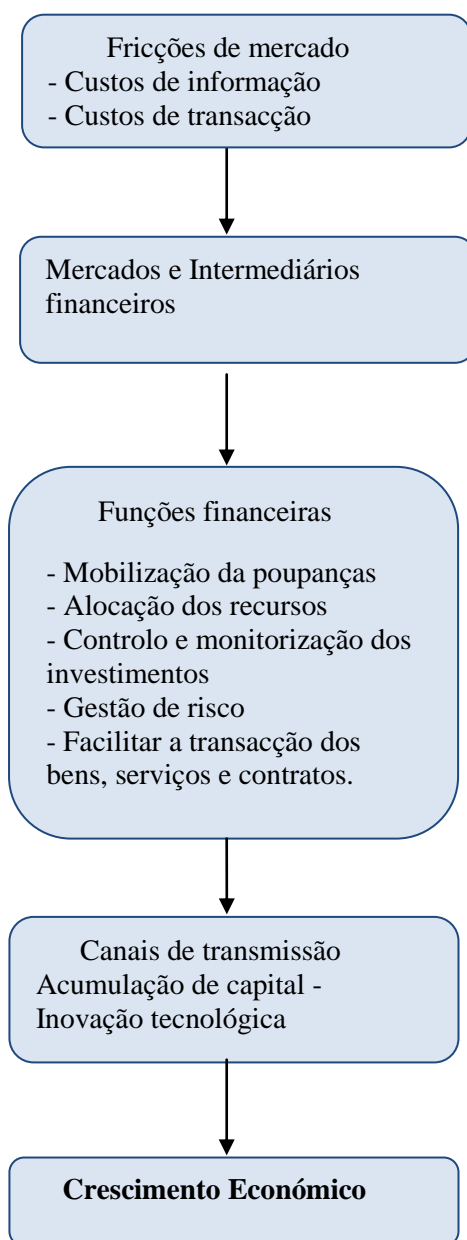 Fricções de mercado
- Custos de informação
- Custos de transacção
Mercados e Intermediários
financeiros
Funções financeiras
- Mobilização da poupanças
- Alocação dos recursos
- Controlo e monitorização dos
investimentos
- Gestão de risco
- Facilitar a transacção dos
bens, serviços e contratos.
Canais de transmissão
Acumulação de capital -
Inovação tecnológica
Crescimento Económico